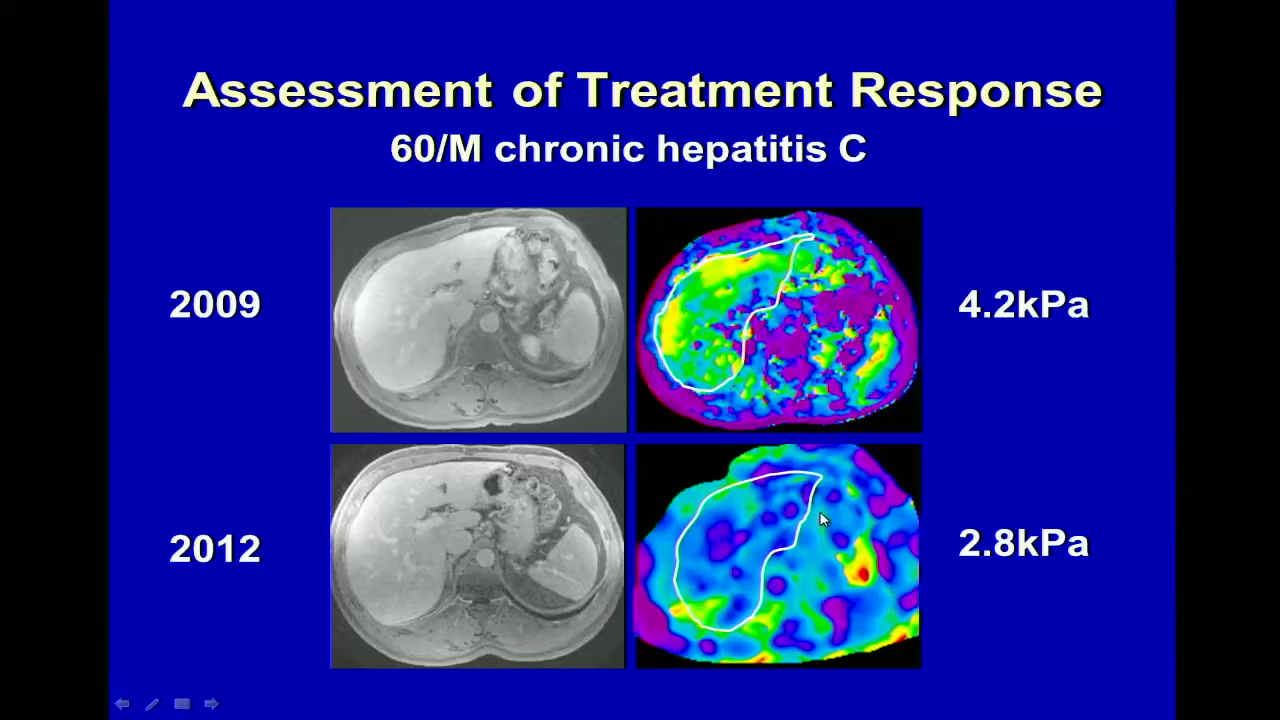 Assessment of Treatment Response
60/M chronic hepatitis C
2009
4.2kPa
2012
2.8kPa